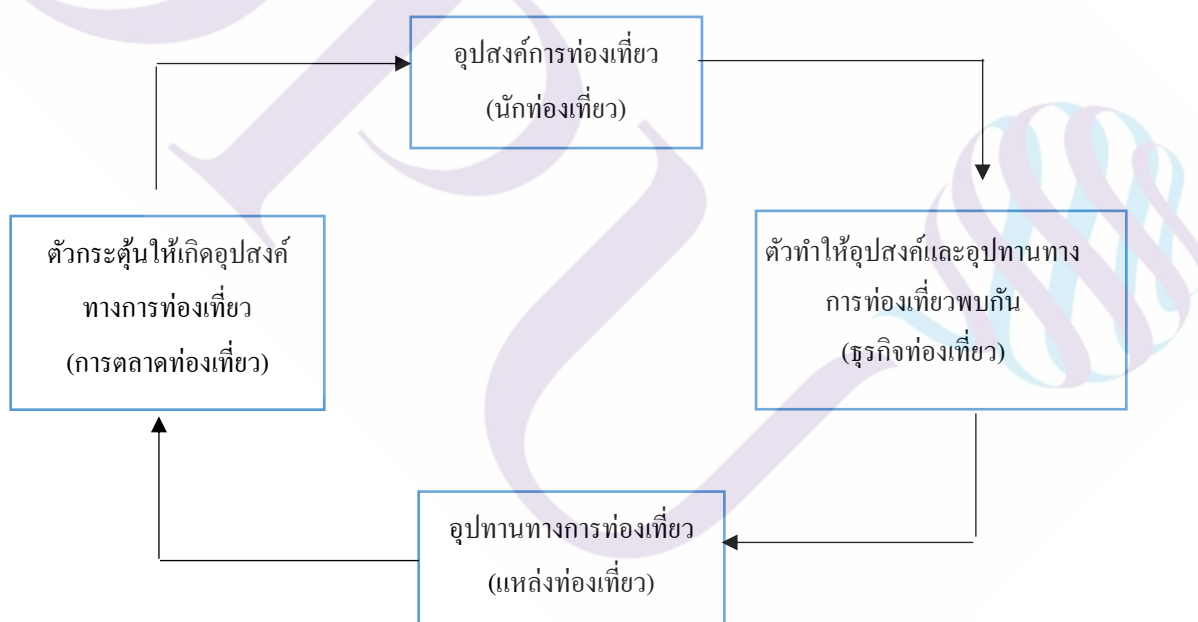 อุปสงค์การท่องเที่ยว
(นักท่องเที่ยว)
ตัวกระตุ้นให้เกิดอุปสงค์
ทางการท่องเที่ยว
(การตลาดท่องเที่ยว)
ตัวทำให้อุปสงค์และอุปทานทาง
การท่องเที่ยวพบกัน
(ธุรกิจท่องเที่ยว)
อุปทานทางการท่องเที่ยว
(แหล่งท่องเที่ยว)